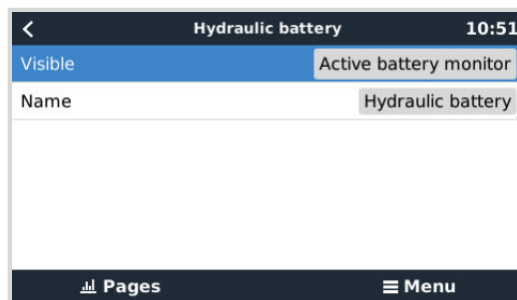 Hydraulic battery 10:51
Visible Active battery monitor
Name Hydraulic battery
Pages Menu